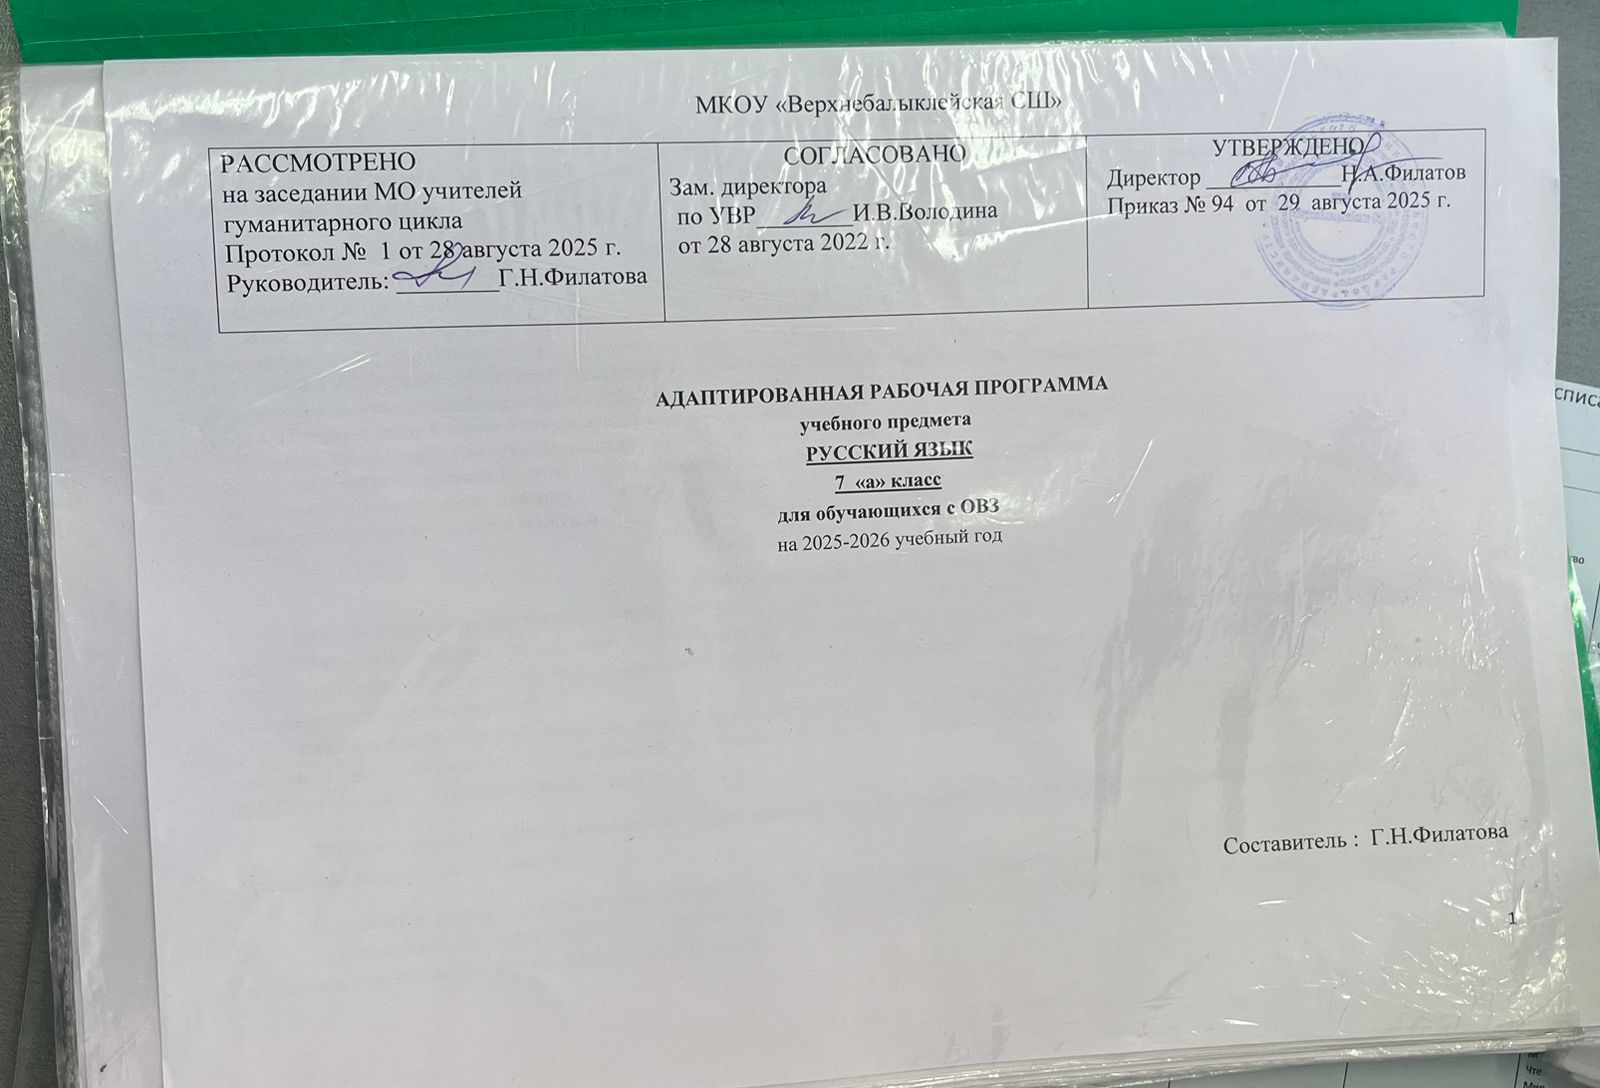 МКОУ «Верхнебалыклейская СШ»
РАССМОТРЕНО
на заседании МО учителей
гуманитарного цикла
Протокол № 1 от 28 августа 2025 г.
Руководитель: ________Г.Н.Филатова
СОГЛАСОВАНО
Зам. директора
по УВР________И.В.Володина
от 28 августа 2022 г.
УТВЕРЖДЕНО
Директор ___________Н.А.Филатов
Приказ № 94 от 29 августа 2025 г.
АДАПТИРОВАННАЯ РАБОЧАЯ ПРОГРАММА
учебного предмета
РУССКИЙ ЯЗЫК
7 «а» класс
для обучающихся с ОВЗ
на 2025-2026 учебный год
Составитель : Г.Н.Филатова
1